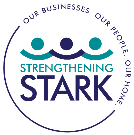 OUR BUSINESSES. OUR PEOPLE. OUR HOME.
STRENGTHENING
STARK